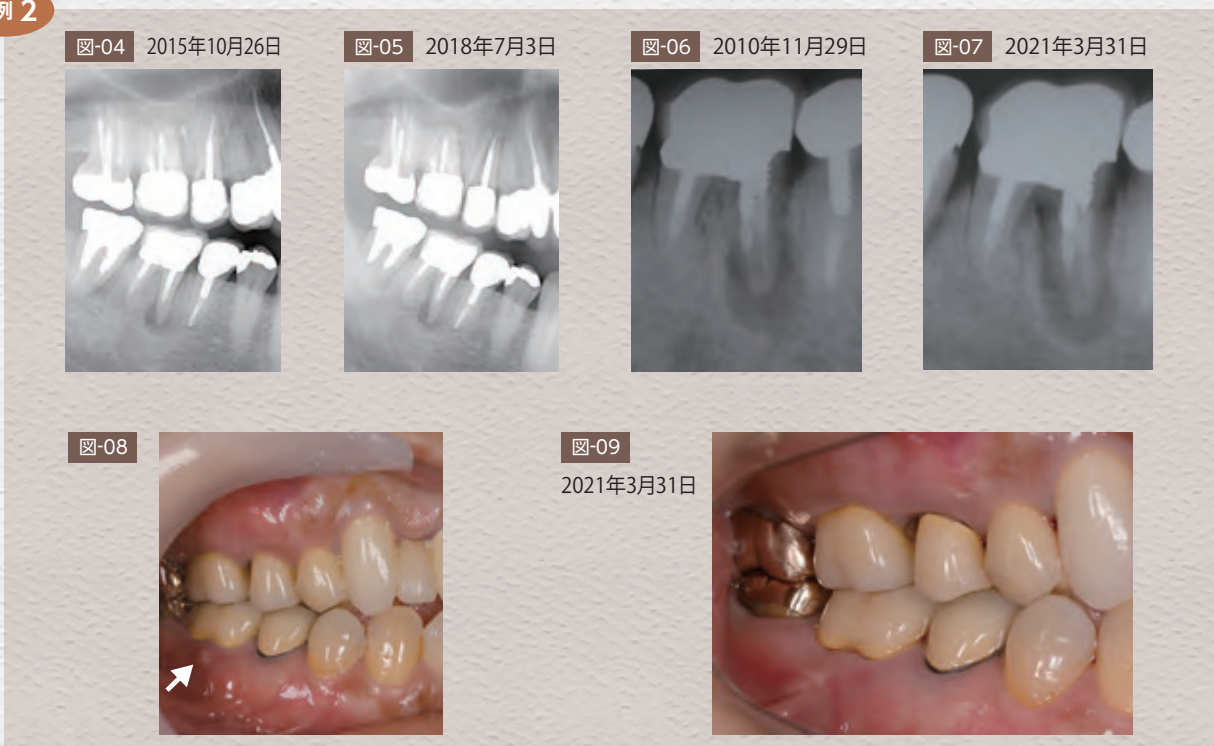 例 2
図-04 2015年10月26日
図-05 2018年7月3日
図-06 2010年11月29日
図-07 2021年3月31日
図-08
図-09
2021年3月31日